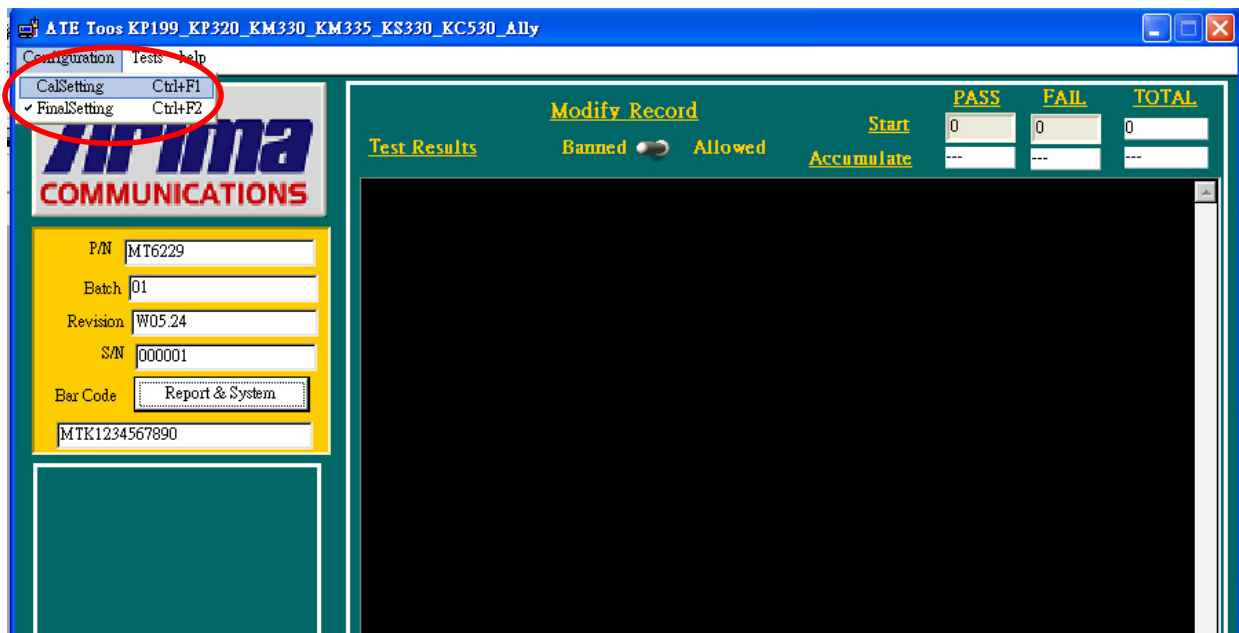 ATE Toos KP199_KP320_KM330_KM335_KS330_KC530_Ally
Configuration Tests help
CalSetting Ctrl+F1
✓ FinalSetting Ctrl+F2
Arima
COMMUNICATIONS
P/N MT6229
Batch 01
Revision W05.24
S/N 000001
Bar Code Report & System
MTK1234567890
Test Results
Modify Record
Banned Allowed
PASS FAIL TOTAL
Start 0 0 0
Accumulate --- --- ---